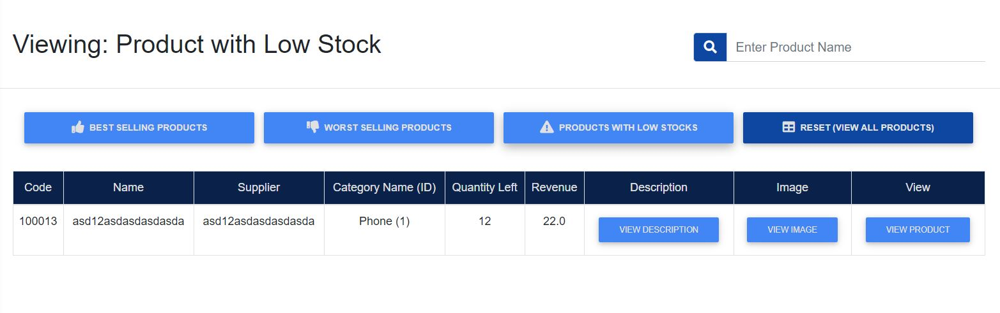 Viewing: Product with Low Stock
Enter Product Name
BEST SELLING PRODUCTS
WORST SELLING PRODUCTS
PRODUCTS WITH LOW STOCKS
RESET (VIEW ALL PRODUCTS)
Code Name Supplier Category Name (ID) Quantity Left Revenue Description Image View
100013 asd12asdasdasdasda asd12asdasdasdasda Phone (1) 12 22.0 VIEW DESCRIPTION VIEW IMAGE VIEW PRODUCT